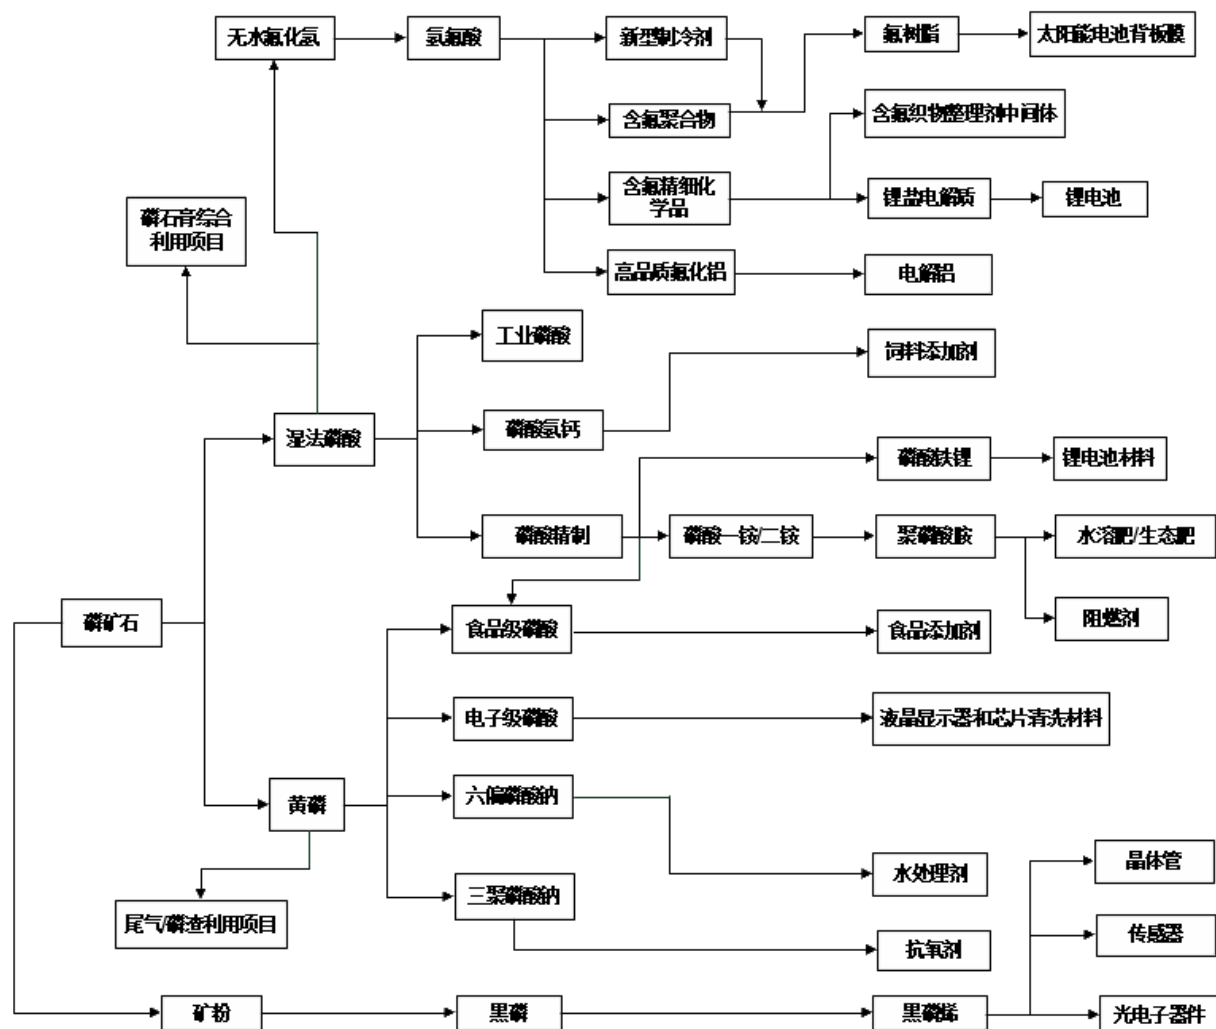 无水氟化氢
氢氟酸
新型制冷剂
氟树脂
太阳能电池背板膜
含氟聚合物
含氟织物整理剂中间体
含氟精细化
学品
锂盐电解质
锂电池
磷石膏综合
利用项目
高品质氟化铝
电解铝
工业磷酸
饲料添加剂
湿法磷酸
磷酸氢钙
磷酸铁锂
锂电池材料
磷酸精制
磷酸一铵/二铵
聚磷酸胺
水溶肥/生态肥
磷矿石
食品级磷酸
食品添加剂
阻燃剂
电子级磷酸
液晶显示器和芯片清洗材料
黄磷
六偏磷酸钠
水处理剂
晶体管
尾气/磷渣利用项目
三聚磷酸钠
抗氧剂
传感器
矿粉
黑磷
黑磷烯
光电子器件